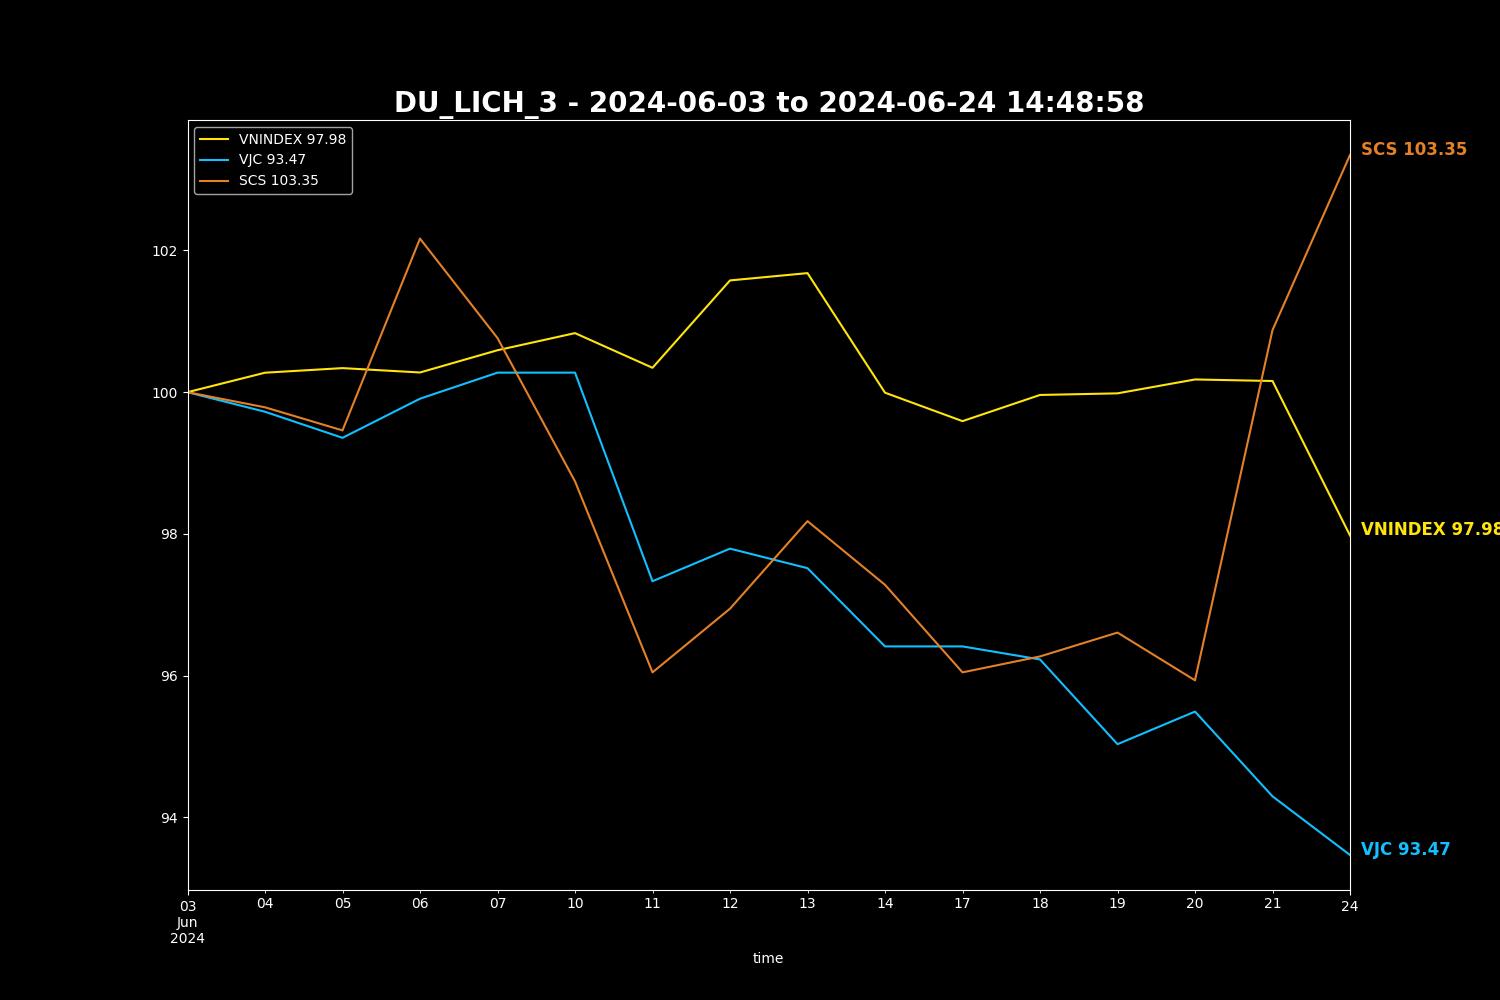 DU_LICH_3 - 2024-06-03 to 2024-06-24 14:48:58
VNINDEX 97.98
VJC 93.47
SCS 103.35
SCS 103.35
102
100
98
VNINDEX 97.98
96
94
VJC 93.47
03 04 05 06 07 10 11 12 13 14 17 18 19 20 21 24
Jun
2024
time